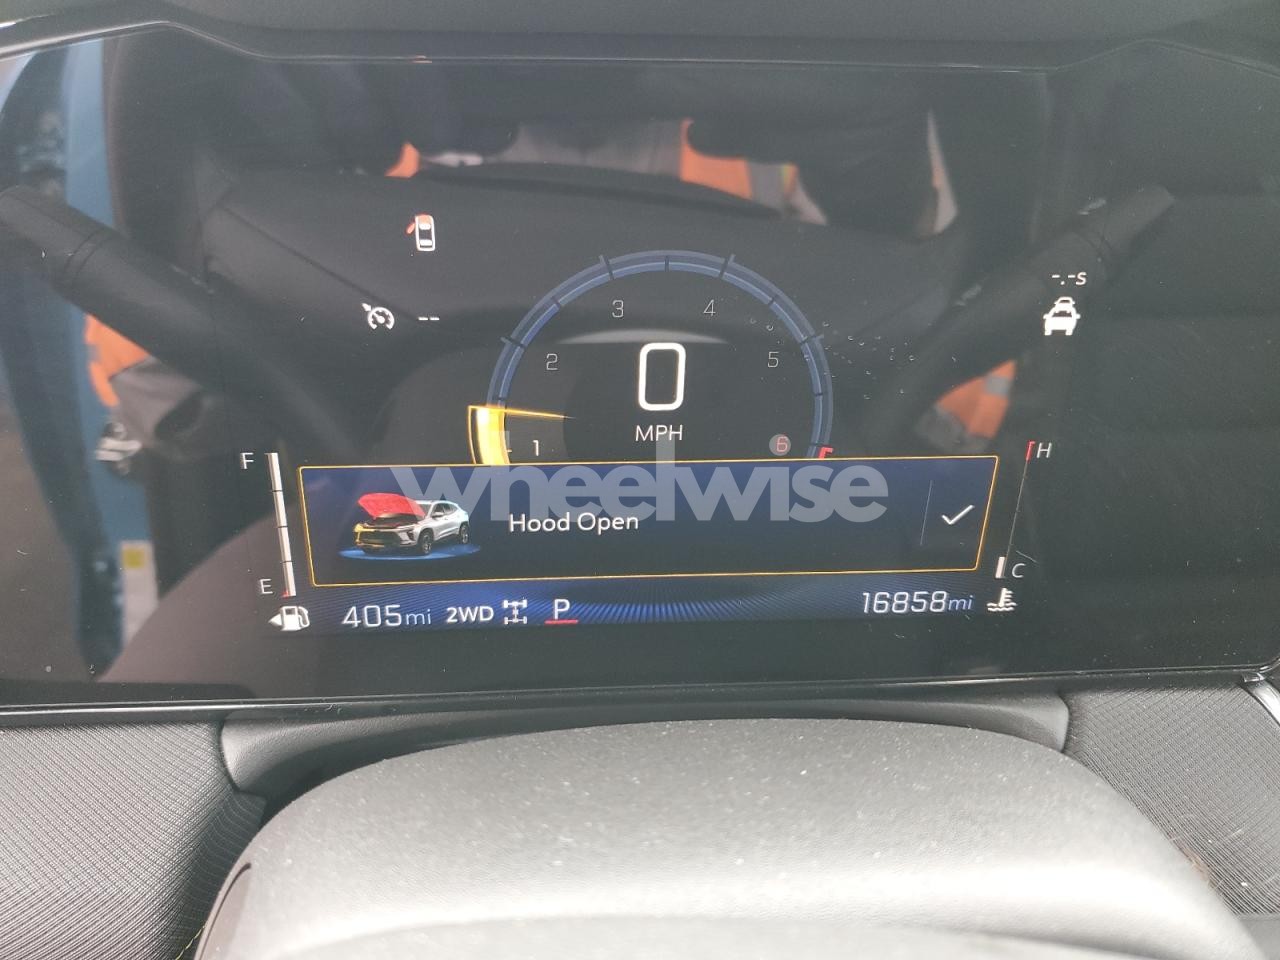 -.-s
--
3 4
2 5
0
MPH
1 6
F H
wheelwise
Hood Open
E C
405mi 2WD P 16858mi